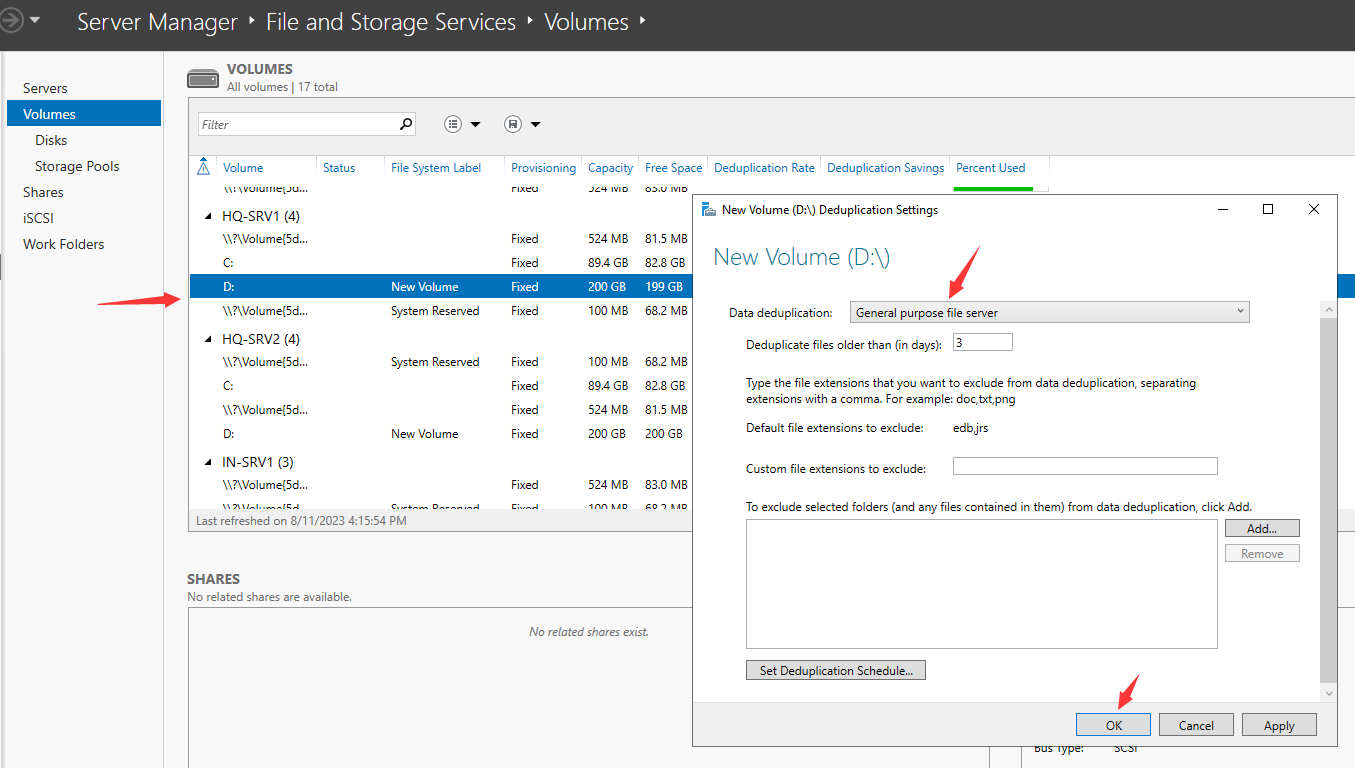 Server Manager ‣ File and Storage Services ‣ Volumes ‣
Servers
Volumes
Disks
Storage Pools
Shares
iSCSI
Work Folders
VOLUMES
All volumes | 17 total
Filter
Volume Status File System Label Provisioning Capacity Free Space Deduplication Rate Deduplication Savings Percent Used
\\?\Volume{5d... Fixed 524 MB 83.0 MB
HQ-SRV1 (4)
\\?\Volume{5d... Fixed 524 MB 81.5 MB
C: Fixed 89.4 GB 82.8 GB
D: New Volume Fixed 200 GB 199 GB
\\?\Volume{5d... System Reserved Fixed 100 MB 68.2 MB
HQ-SRV2 (4)
\\?\Volume{5d... System Reserved Fixed 100 MB 68.2 MB
C: Fixed 89.4 GB 82.8 GB
\\?\Volume{5d... Fixed 524 MB 81.5 MB
D: New Volume Fixed 200 GB 200 GB
IN-SRV1 (3)
\\?\Volume{5d... Fixed 524 MB 83.0 MB
\\?\Volume{5d... System Reserved Fixed 100 MB 68.2 MB
Last refreshed on 8/11/2023 4:15:54 PM
SHARES
No related shares are available.
No related shares exist.
New Volume (D:\) Deduplication Settings
New Volume (D:\)
Data deduplication: General purpose file server
Deduplicate files older than (in days): 3
Type the file extensions that you want to exclude from data deduplication, separating
extensions with a comma. For example: doc,txt,png
Default file extensions to exclude: edb,jrs
Custom file extensions to exclude:
To exclude selected folders (and any files contained in them) from data deduplication, click Add.
Add...
Remove
Set Deduplication Schedule...
OK Cancel Apply
Bus Type: SCSI